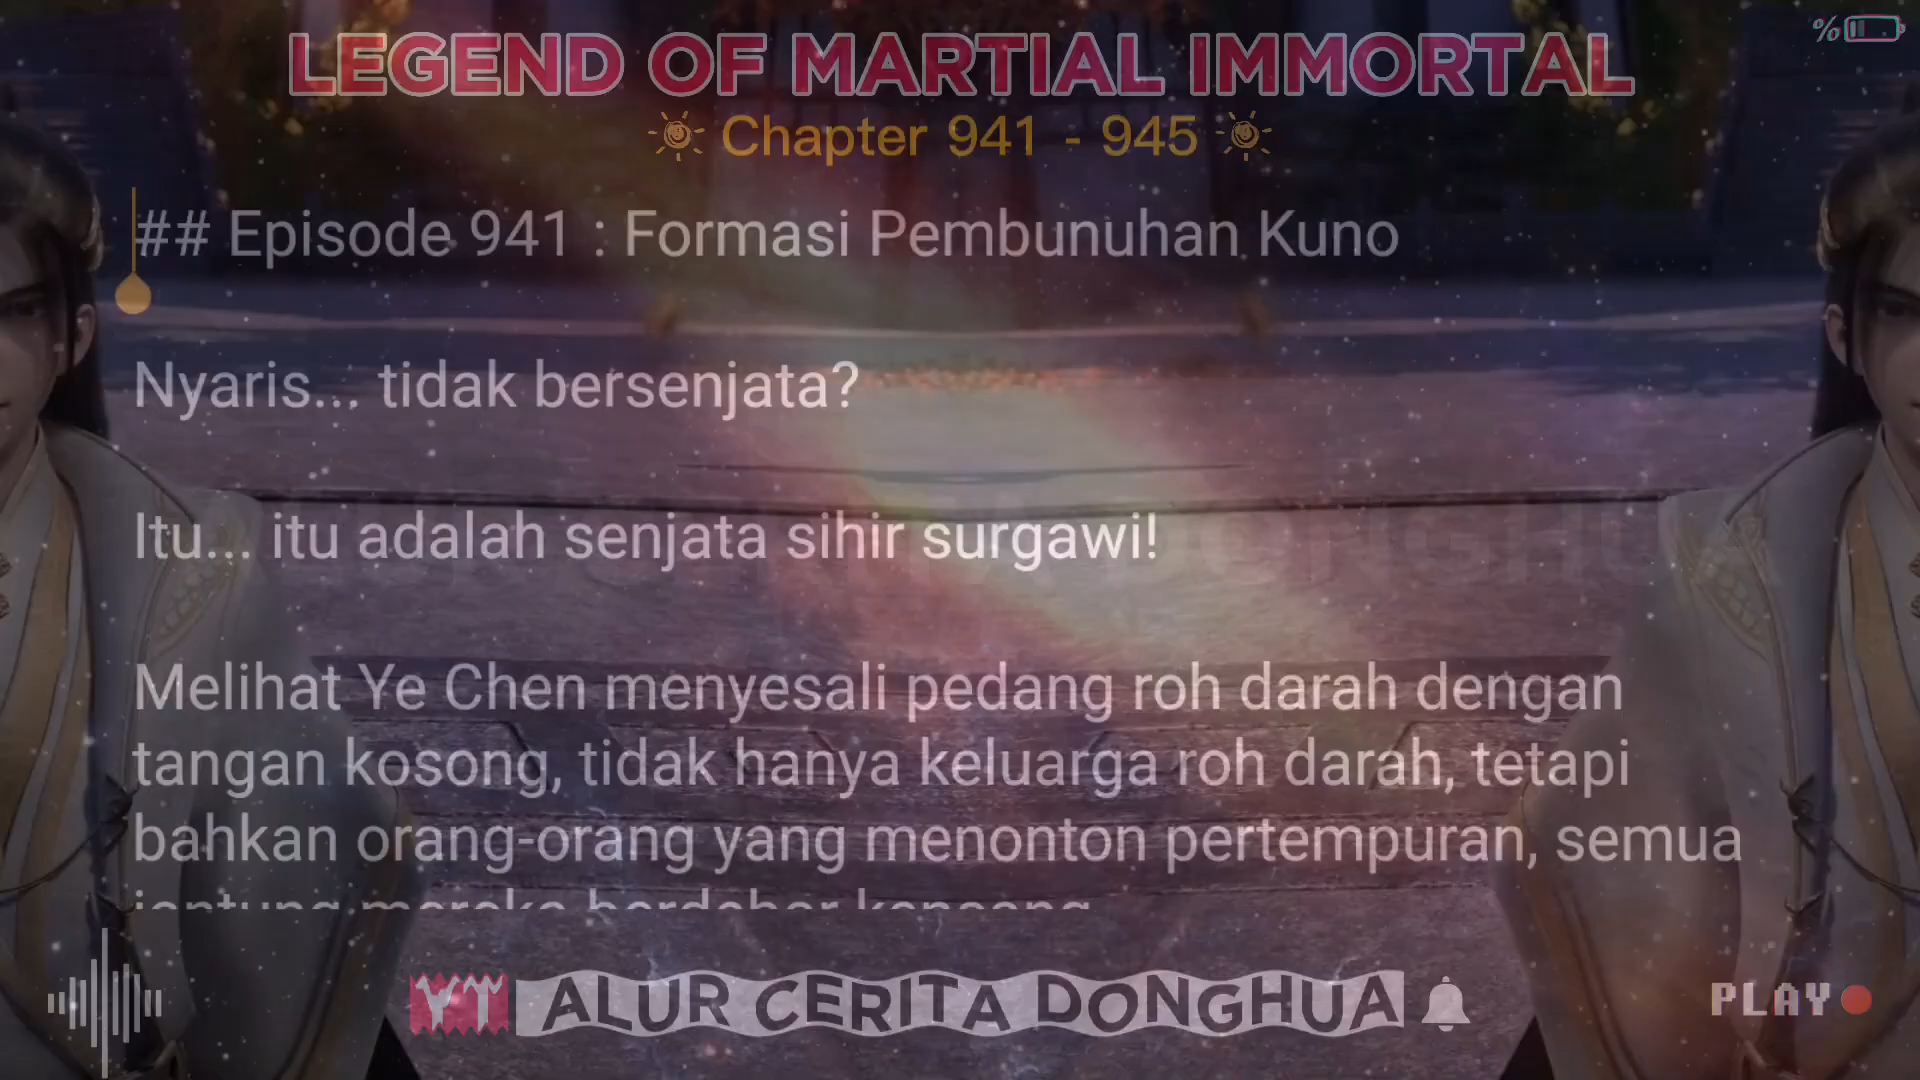 LEGEND OF MARTIAL IMMORTAL
%
Chapter 941 - 945
## Episode 941 : Formasi Pembunuhan Kuno
Nyaris... tidak bersenjata?
Itu... itu adalah senjata sihir surgawi!
Melihat Ye Chen menyesali pedang roh darah dengan
tangan kosong, tidak hanya keluarga roh darah, tetapi
bahkan orang-orang yang menonton pertempuran, semua
YT ALUR CERITA DONGHUA
PLAY